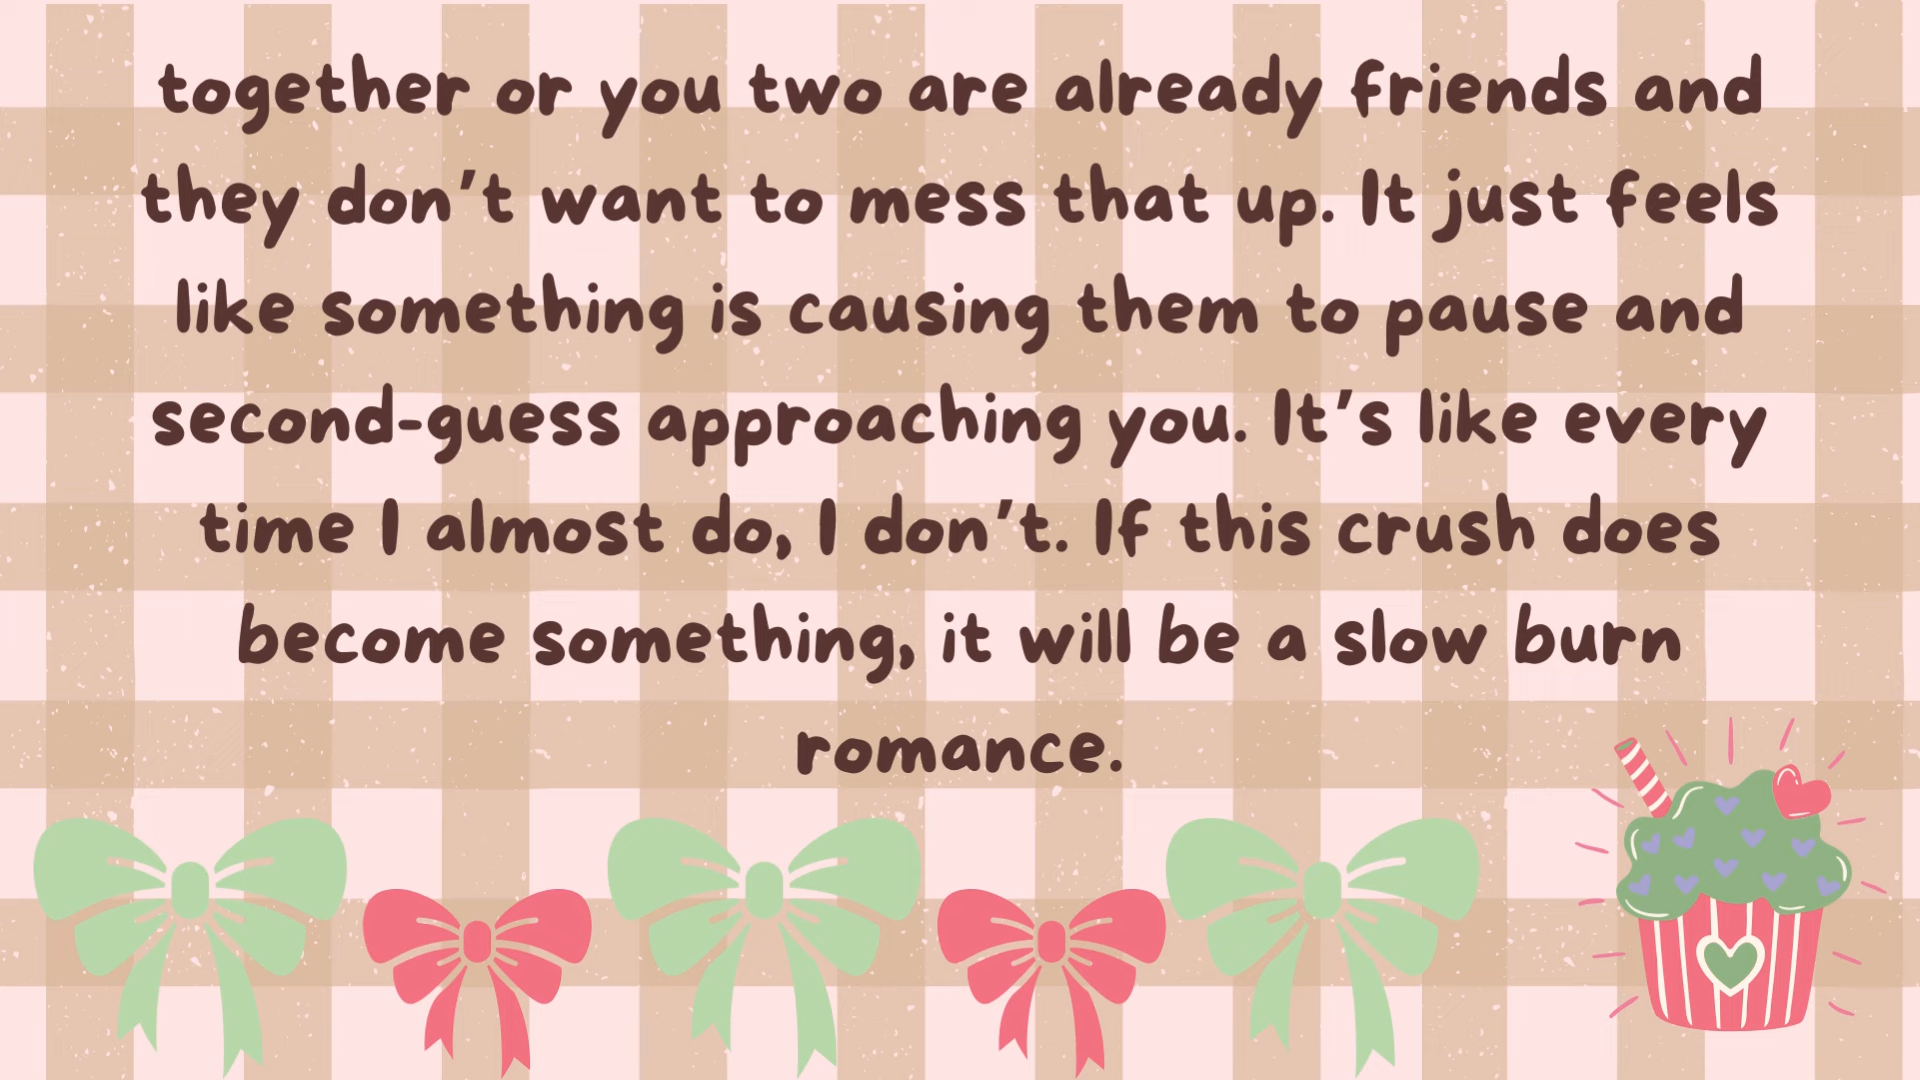 together or you two are already friends and
they don't want to mess that up. It just feels
like something is causing them to pause and
second-guess approaching you. It's like every
time I almost do, I don't. If this crush does
become something, it will be a slow burn
romance.